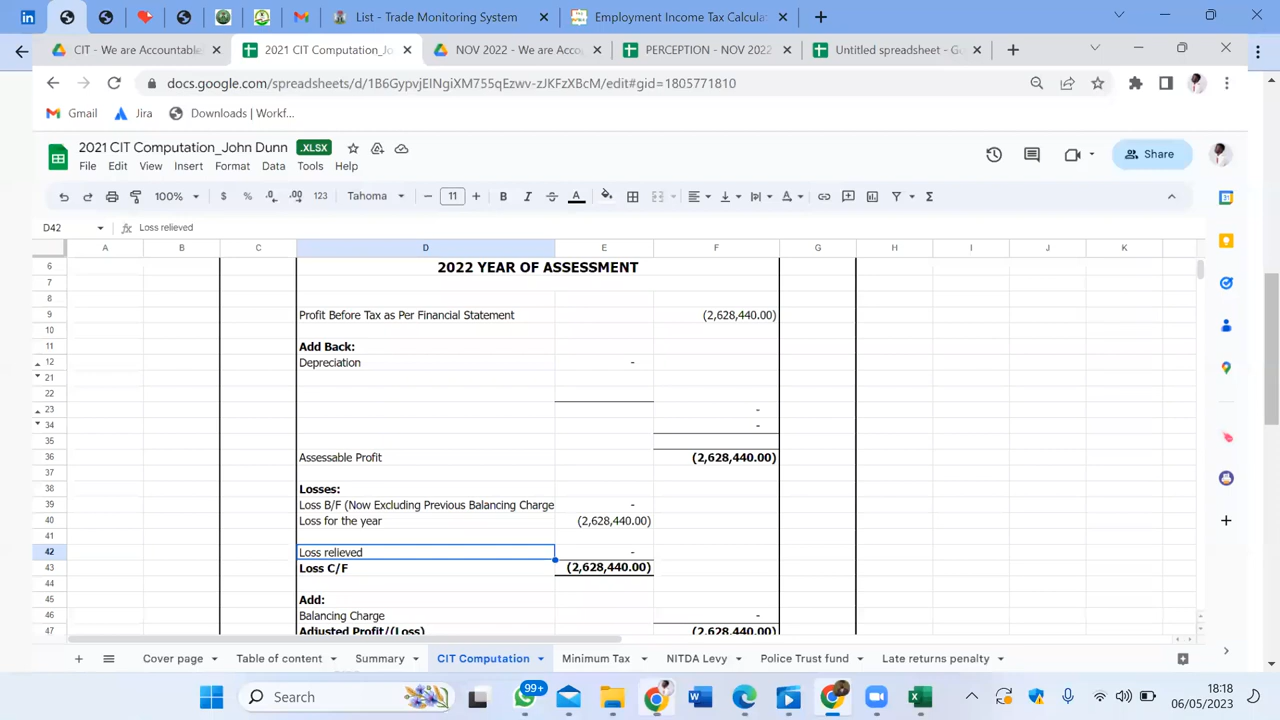 List - Trade Monitoring System
Employment Income Tax Calcula
CIT - We are Accountable
2021 CIT Computation_Jo
NOV 2022 - We are Acco
PERCEPTION - NOV 2022
Untitled spreadsheet - Go
docs.google.com/spreadsheets/d/1B6GypvjEINgiXM755qEzwv-zJKFzXBcM/edit#gid=1805771810
Gmail Jira Downloads | Workf...
2021 CIT Computation_John Dunn .XLSX
Share
File Edit View Insert Format Data Tools Help
100% $ % .0 .00 123 Tahoma 11 B I A
D42 fx Loss relieved
A B C D E F G H I J K
6 2022 YEAR OF ASSESSMENT
7
8
9 Profit Before Tax as Per Financial Statement (2,628,440.00)
10
11 Add Back:
12 Depreciation -
21
22
23 -
34 -
35
36 Assessable Profit (2,628,440.00)
37
38 Losses:
39 Loss B/F (Now Excluding Previous Balancing Charge -
40 Loss for the year (2,628,440.00)
41
42 Loss relieved -
43 Loss C/F (2,628,440.00)
44
45 Add:
46 Balancing Charge -
47 Adjusted Profit/(Loss) (2,628,440.00)
Cover page Table of content Summary CIT Computation Minimum Tax NITDA Levy Police Trust fund Late returns penalty
Search
99+
18:18
06/05/2023